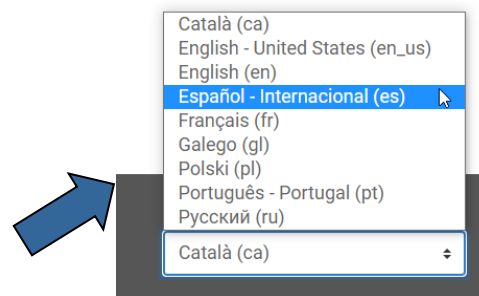 Català (ca)
English - United States (en_us)
English (en)
Español - Internacional (es)
Français (fr)
Galego (gl)
Polski (pl)
Português - Portugal (pt)
Русский (ru)
Català (ca)